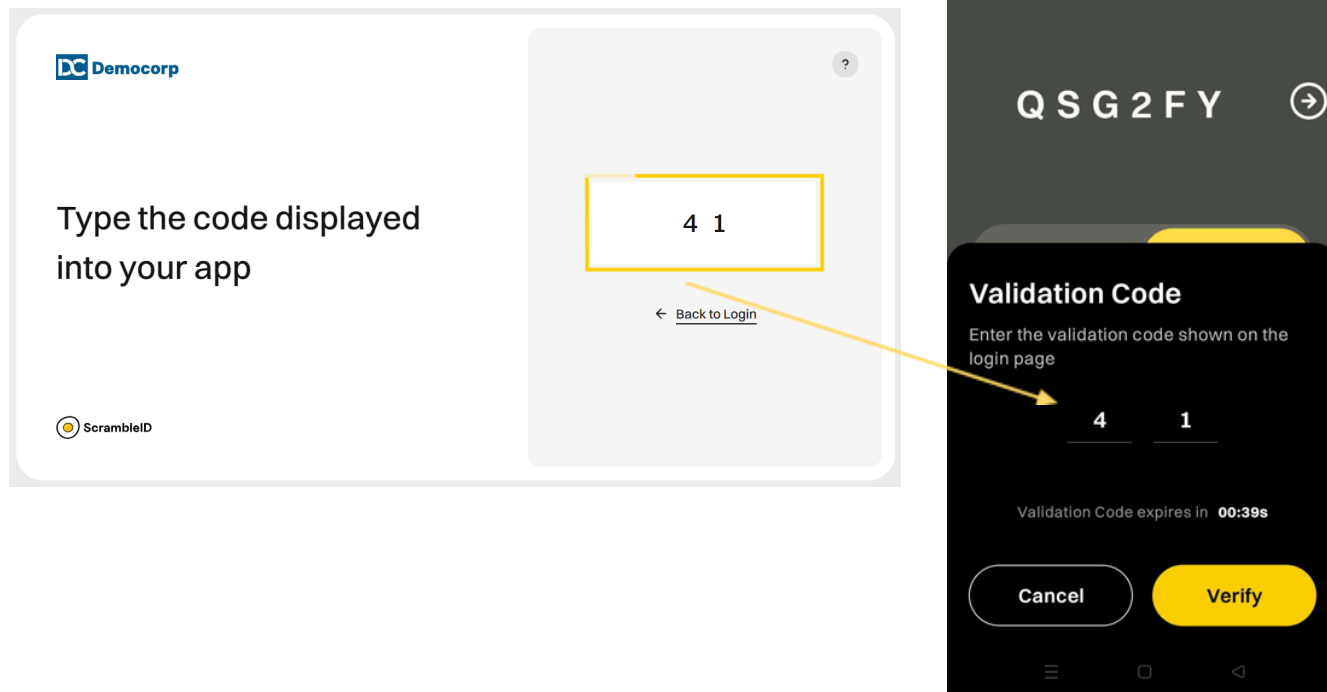 DC Democorp
?
Type the code displayed
into your app
4 1
← Back to Login
ScrambleID
QSG2FY
Validation Code
Enter the validation code shown on the
login page
4 1
Validation Code expires in 00:39s
Cancel Verify